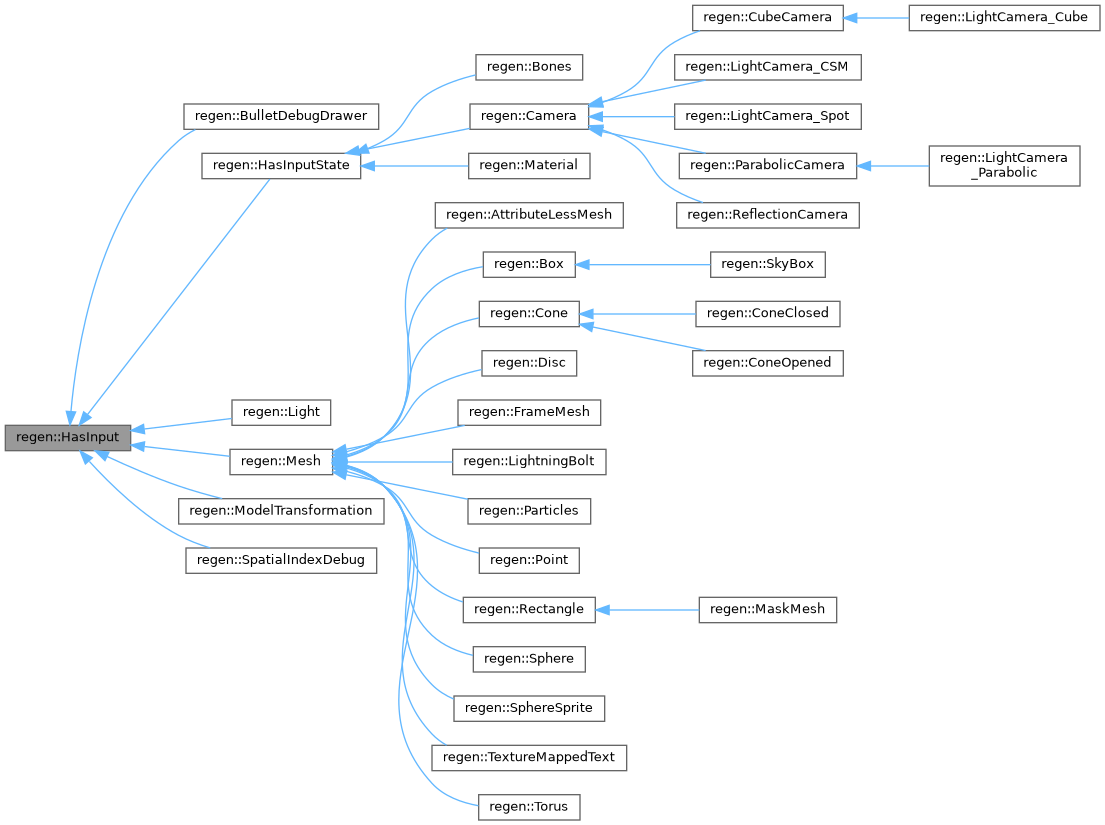 regen::CubeCamera
regen::LightCamera_Cube
regen::Bones
regen::LightCamera_CSM
regen::BulletDebugDrawer
regen::Camera
regen::LightCamera_Spot
regen::HasInputState
regen::Material
regen::ParabolicCamera
regen::LightCamera
_Parabolic
regen::AttributeLessMesh
regen::ReflectionCamera
regen::Box
regen::SkyBox
regen::Cone
regen::ConeClosed
regen::Disc
regen::ConeOpened
regen::Light
regen::FrameMesh
regen::HasInput
regen::Mesh
regen::LightningBolt
regen::ModelTransformation
regen::Particles
regen::SpatialIndexDebug
regen::Point
regen::Rectangle
regen::MaskMesh
regen::Sphere
regen::SphereSprite
regen::TextureMappedText
regen::Torus